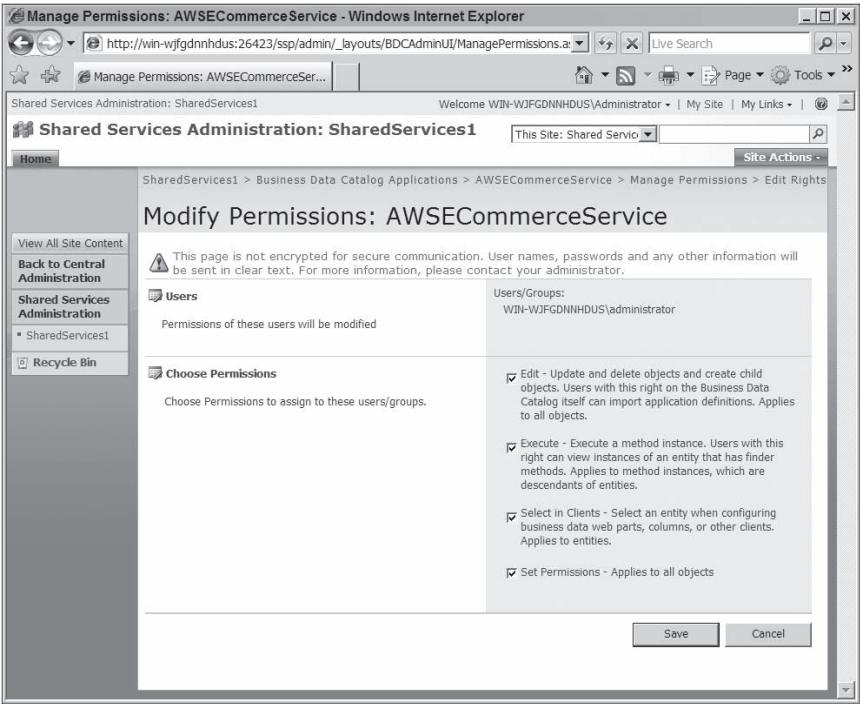 Manage Permissions: AWSECommerceService - Windows Internet Explorer
http://win-wjfgdnnhdus:26423/ssp/admin/_layouts/BDCAdminUI/ManagePermissions.a
Live Search
Manage Permissions: AWSECommerceSer...
Page
Tools
Shared Services Administration: SharedServices1
Welcome WIN-WJFGDNNHDUS\Administrator | My Site | My Links |
Shared Services Administration: SharedServices1
This Site: Shared Servic
Home
Site Actions
SharedServices1 > Business Data Catalog Applications > AWSECommerceService > Manage Permissions > Edit Rights
Modify Permissions: AWSECommerceService
View All Site Content
Back to Central
Administration
Shared Services
Administration
SharedServices1
Recycle Bin
This page is not encrypted for secure communication. User names, passwords and any other information will
be sent in clear text. For more information, please contact your administrator.
Users
Permissions of these users will be modified
Users/Groups:
WIN-WJFGDNNHDUS\administrator
Choose Permissions
Choose Permissions to assign to these users/groups.
Edit - Update and delete objects and create child
objects. Users with this right on the Business Data
Catalog itself can import application definitions. Applies
to all objects.
Execute - Execute a method instance. Users with this
right can view instances of an entity that has finder
methods. Applies to method instances, which are
descendants of entities.
Select in Clients - Select an entity when configuring
business data web parts, columns, or other clients.
Applies to entities.
Set Permissions - Applies to all objects
Save
Cancel